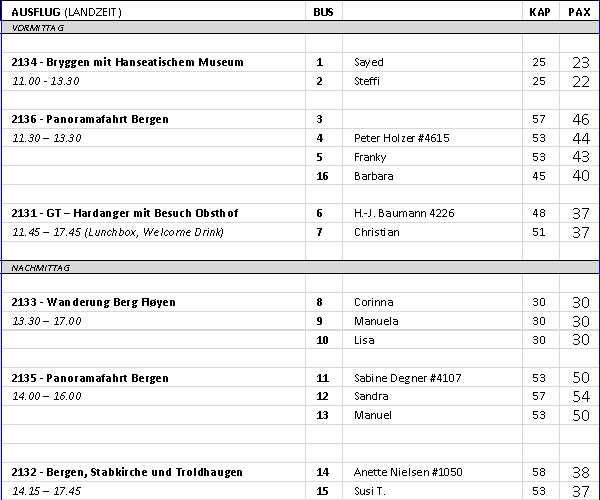 AUSFLUG (LANDZEIT) BUS KAP PAX
VORMITTAG
2134 - Bryggen mit Hanseatischem Museum 1 Sayed 25 23
11.00 - 13.30 2 Steffi 25 22
2136 - Panoramafahrt Bergen 3 57 46
11.30 – 13.30 4 Peter Holzer #4615 53 44
5 Franky 53 43
16 Barbara 45 40
2131 - GT – Hardanger mit Besuch Obsthof 6 H.-J. Baumann 4226 48 37
11.45 – 17.45 (Lunchbox, Welcome Drink) 7 Christian 51 37
NACHMITTAG
2133 - Wanderung Berg Fløyen 8 Corinna 30 30
13.30 – 17.00 9 Manuela 30 30
10 Lisa 30 30
2135 - Panoramafahrt Bergen 11 Sabine Degner #4107 53 50
14.00 – 16.00 12 Sandra 57 54
13 Manuel 53 50
2132 - Bergen, Stabkirche und Troldhaugen 14 Anette Nielsen #1050 58 38
14.15 – 17.45 15 Susi T. 53 37